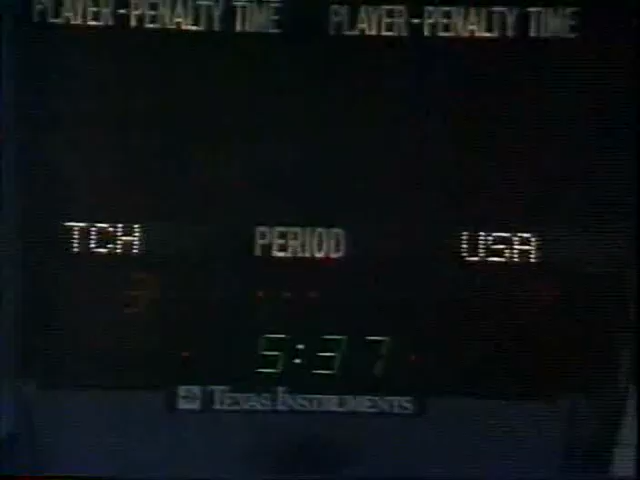 PLAYER-PENALTY TIME PLAYER-PENALTY TIME
TCH PERIOD USA
5:37
TEXAS INSTRUMENTS